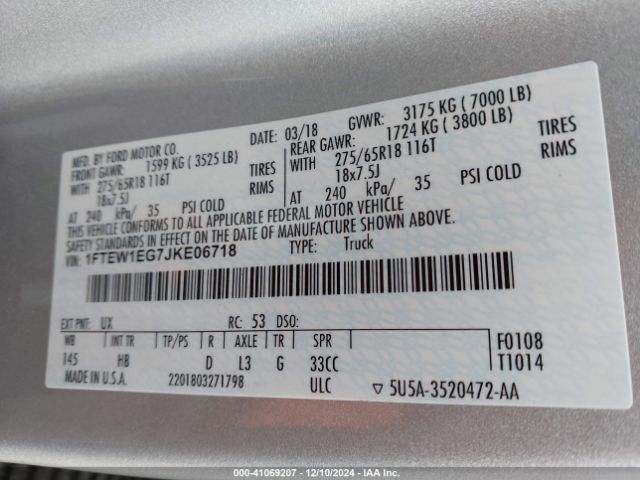 MFD. BY FORD MOTOR CO. DATE: 03/18 GVWR: 3175 KG ( 7000 LB)
FRONT GAWR: 1599 KG ( 3525 LB) REAR GAWR: 1724 KG ( 3800 LB)
WITH 275/65R18 116T TIRES WITH 275/65R18 116T TIRES
18x7.5J RIMS 18x7.5J RIMS
AT 240 kPa/ 35 PSI COLD AT 240 kPa/ 35 PSI COLD
THIS VEHICLE CONFORMS TO ALL APPLICABLE FEDERAL MOTOR VEHICLE
SAFETY STANDARDS IN EFFECT ON THE DATE OF MANUFACTURE SHOWN ABOVE.
VIN: 1FTEW1EG7JKE06718 TYPE: Truck
EXT PNT: UX RC: 53 DSO:
WB INT TR TP/PS R AXLE TR SPR F0108
145 HB D L3 G 33CC T1014
MADE IN U.S.A. 2201803271798 ULC ▽ 5U5A-3520472-AA
000-41069207 - 12/10/2024 - IAA Inc.